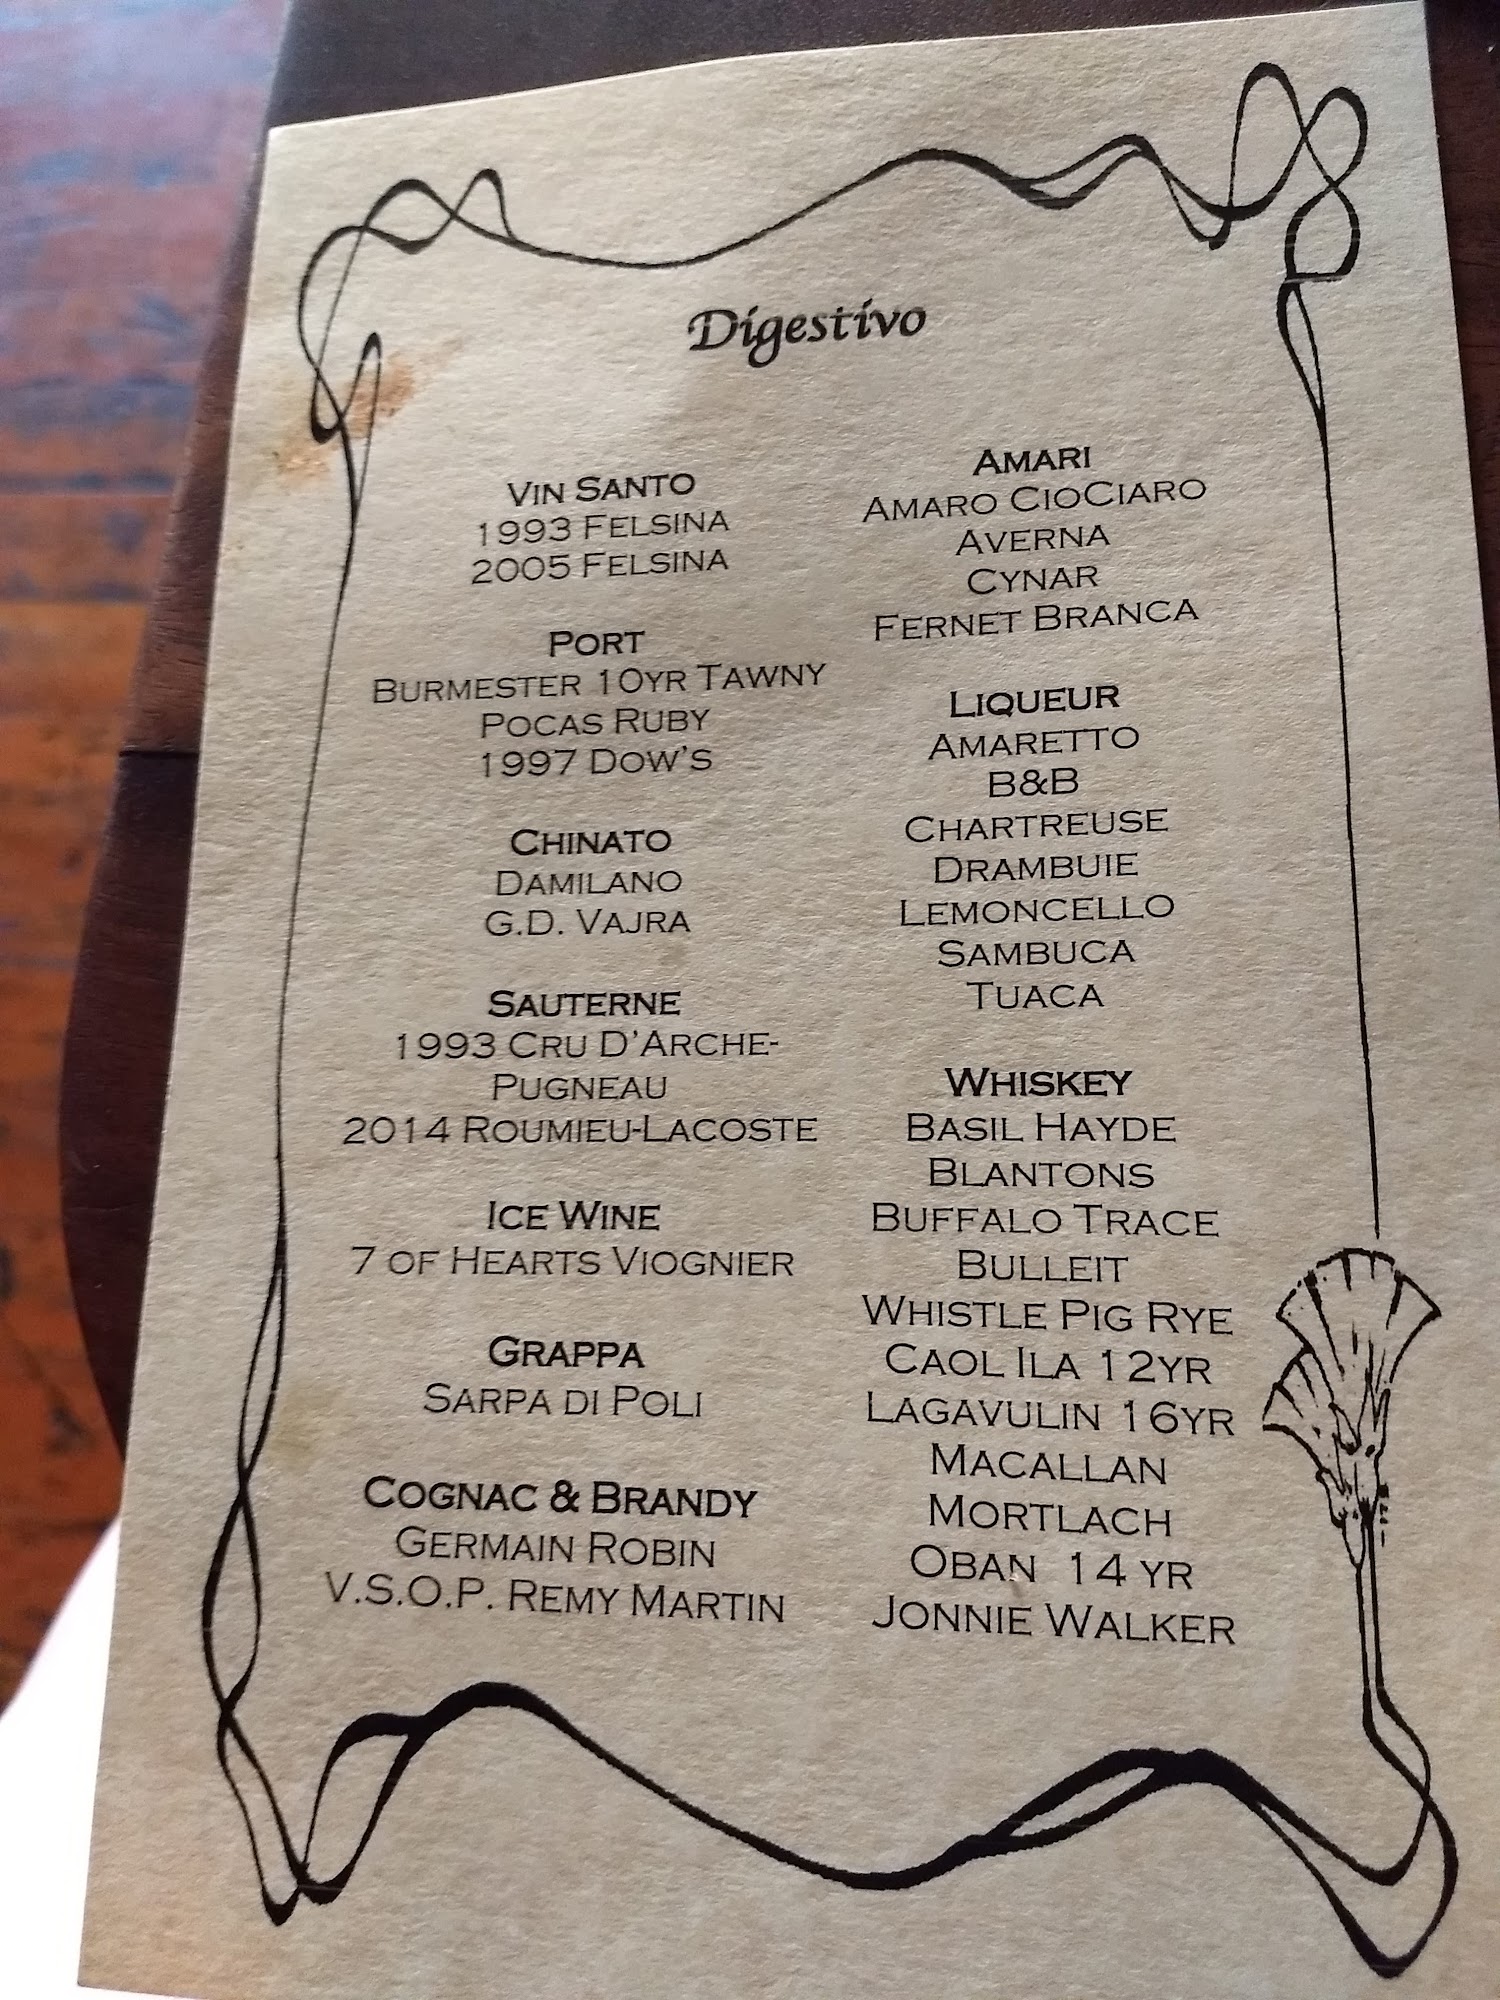 Digestivo
Vin Santo
1993 Felsina
2005 Felsina
Port
Burmester 10yr Tawny
Pocas Ruby
1997 Dow's
Chinato
Damilano
G.D. Vajra
Sauterne
1993 Cru D'Arche-
Pugneau
2014 Roumieu-Lacoste
Ice Wine
7 of Hearts Viognier
Grappa
Sarpa di Poli
Cognac & Brandy
Germain Robin
V.S.O.P. Remy Martin
Amari
Amaro CioCiaro
Averna
Cynar
Fernet Branca
Liqueur
Amaretto
B&B
Chartreuse
Drambuie
Lemoncello
Sambuca
Tuaca
Whiskey
Basil Hayde
Blantons
Buffalo Trace
Bulleit
Whistle Pig Rye
Caol Ila 12yr
Lagavulin 16yr
Macallan
Mortlach
Oban 14 yr
Jonnie Walker